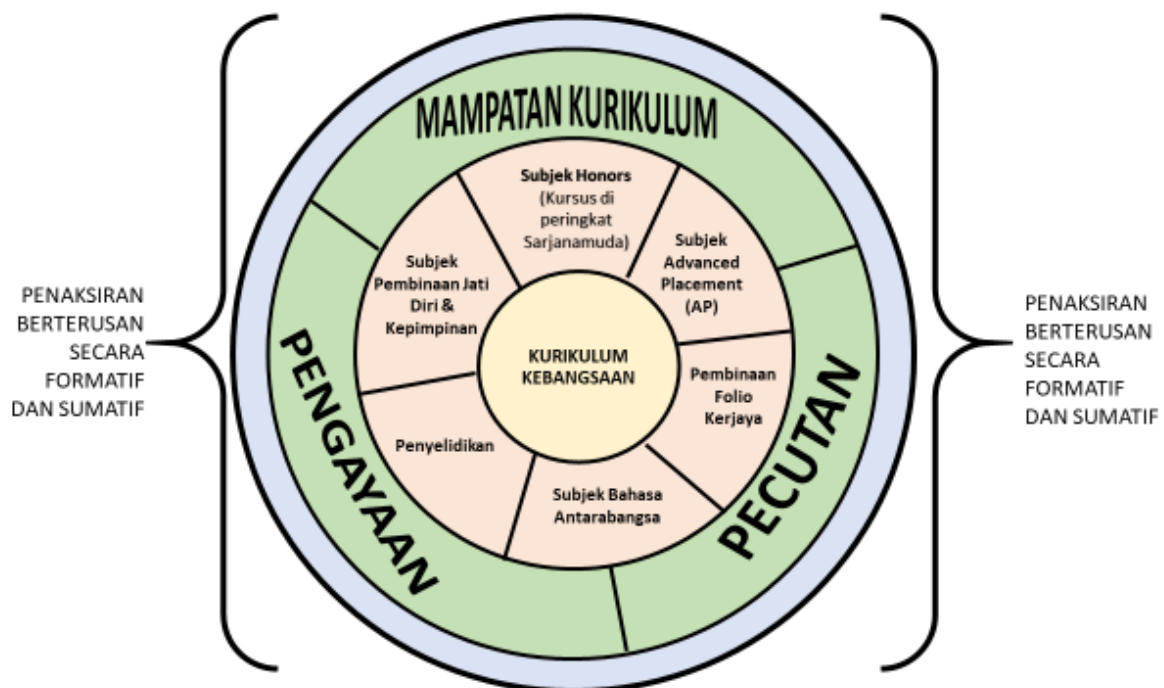 MAMPATAN KURIKULUM
Subjek Honors
(Kursus di
peringkat
Sarjanamuda)
Subjek
Advanced
Placement
(AP)
Pembinaan
Folio
Kerjaya
Subjek Bahasa
Antarabangsa
Penyelidikan
Subjek
Pembinaan Jati
Diri &
Kepimpinan
KURIKULUM
KEBANGSAAN
PENGAYAAN
PECUTAN
PENAKSIRAN
BERTERUSAN
SECARA
FORMATIF
DAN SUMATIF
PENAKSIRAN
BERTERUSAN
SECARA
FORMATIF
DAN SUMATIF